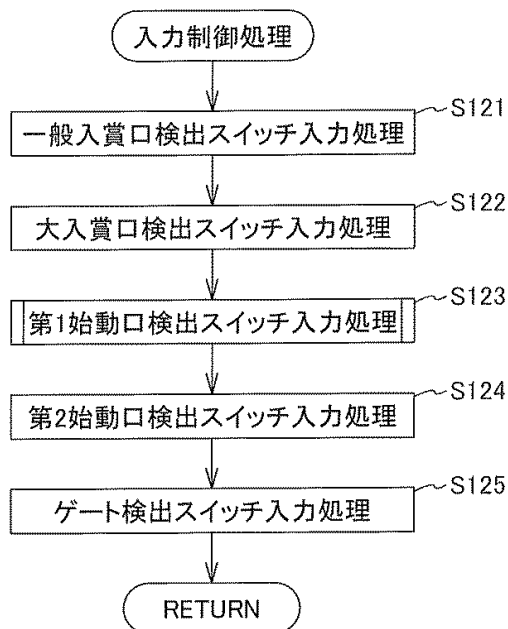 入力制御処理
S121
一般入賞口検出スイッチ入力処理
S122
大入賞口検出スイッチ入力処理
S123
第1始動口検出スイッチ入力処理
S124
第2始動口検出スイッチ入力処理
S125
ゲート検出スイッチ入力処理
RETURN